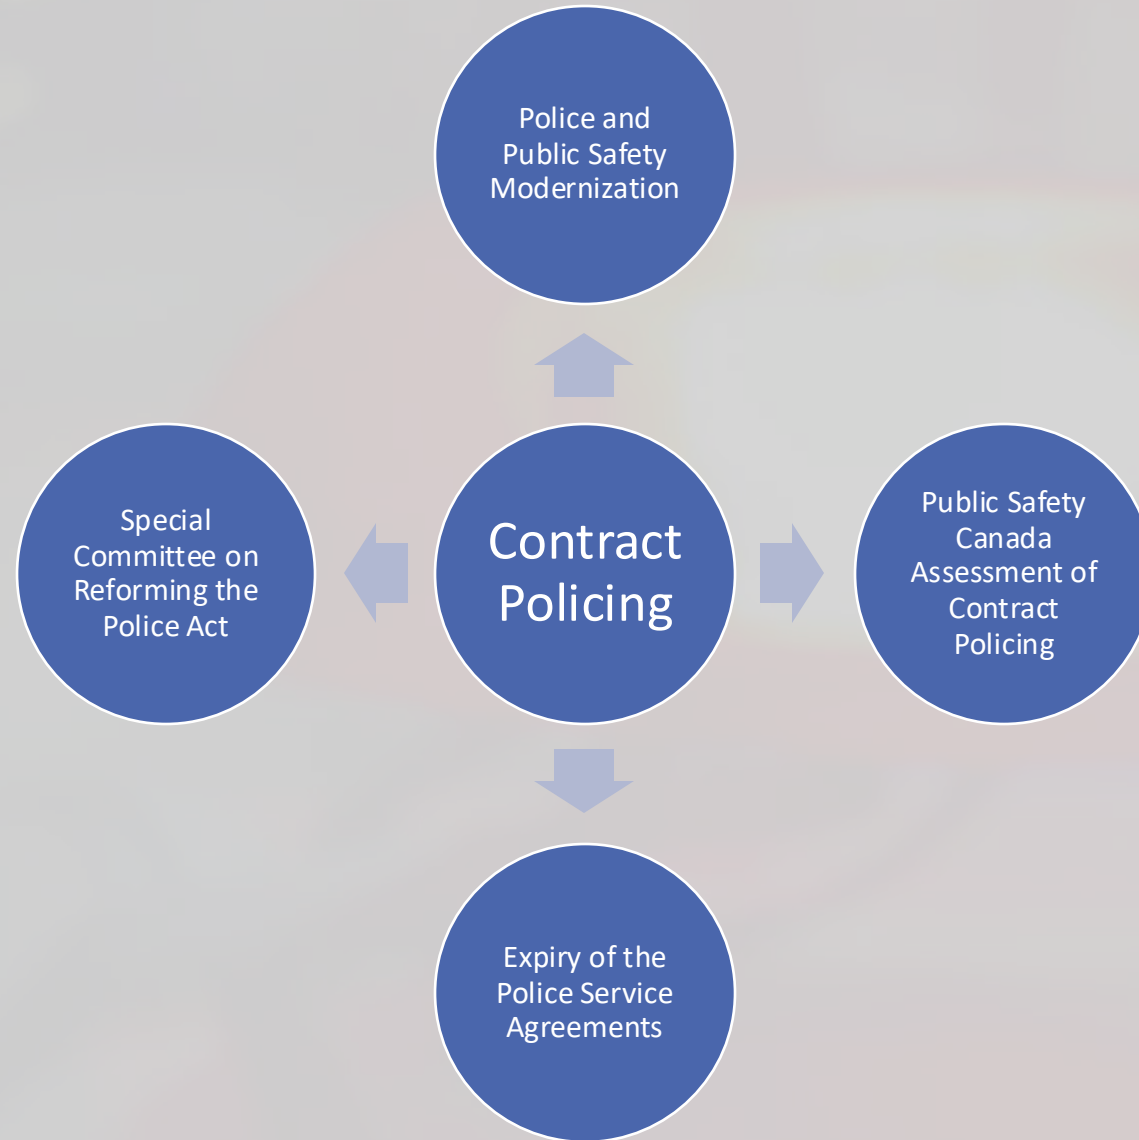 Police and
Public Safety
Modernization
Special
Committee on
Reforming the
Police Act
Contract
Policing
Public Safety
Canada
Assessment of
Contract
Policing
Expiry of the
Police Service
Agreements